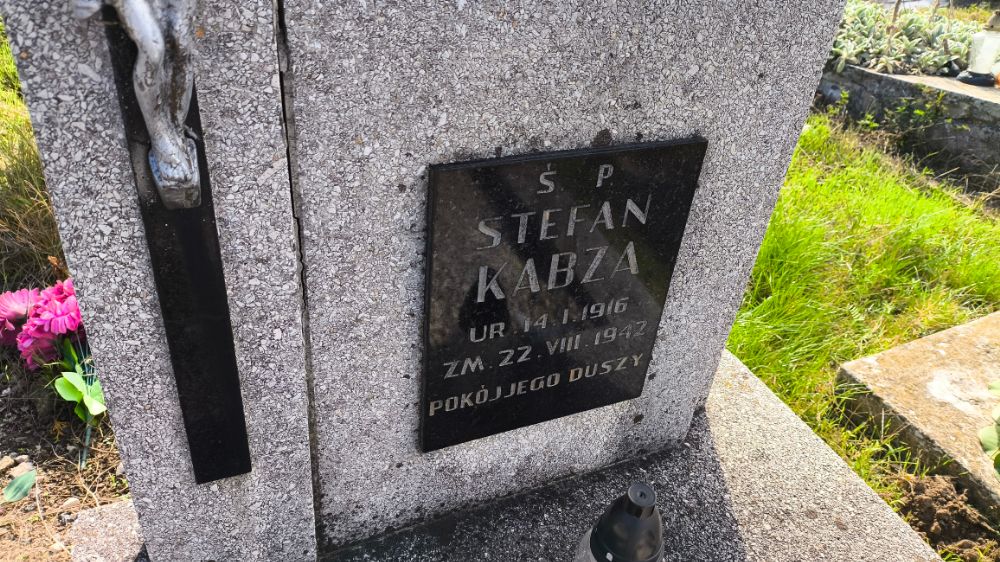 Ś P
STEFAN
KABZA
UR. 14. I. 1916
ZM. 22. VIII. 1942
POKÓJ JEGO DUSZY